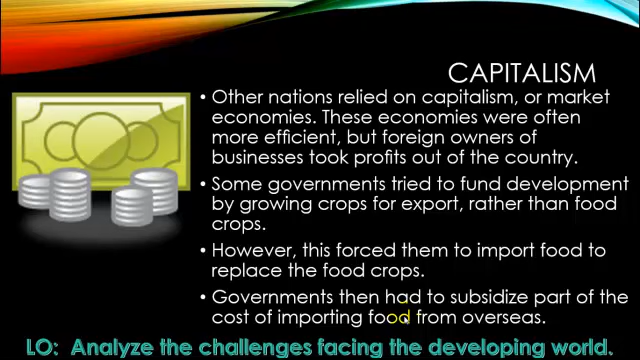 CAPITALISM
• Other nations relied on capitalism, or market
economies. These economies were often
more efficient, but foreign owners of
businesses took profits out of the country.
• Some governments tried to fund development
by growing crops for export, rather than food
crops.
• However, this forced them to import food to
replace the food crops.
• Governments then had to subsidize part of the
cost of importing food from overseas.
LO: Analyze the challenges facing the developing world.